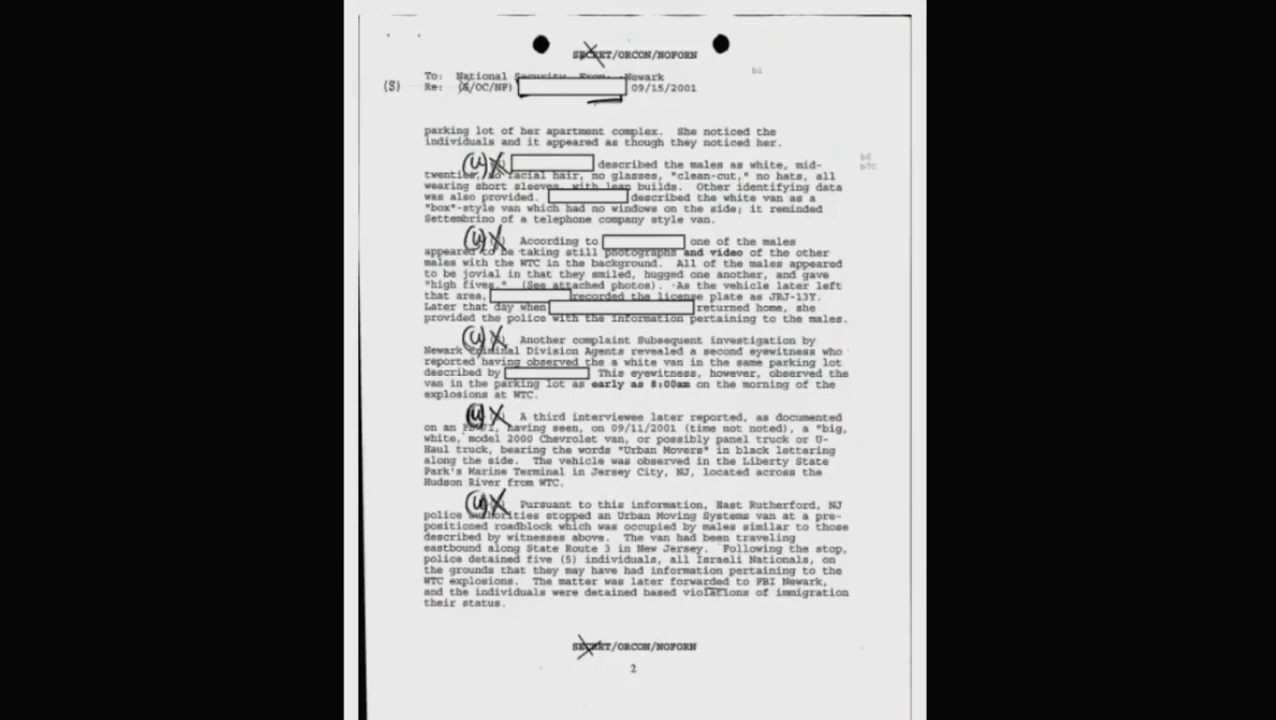 SECRET/ORCON/NOFORN
To: National Security From: Newark
b1
(S) Re: (S/OC/NF) 09/15/2001
parking lot of her apartment complex. She noticed the
individuals and it appeared as though they noticed her.
(U) described the males as white, mid-
b6
twenties, no facial hair, no glasses, "clean-cut," no hats, all
b7C
wearing short sleeves, with lean builds. Other identifying data
was also provided. described the white van as a
"box"-style van which had no windows on the side; it reminded
Settembrino of a telephone company style van.
(U) According to one of the males
appeared to be taking still photographs and video of the other
males with the WTC in the background. All of the males appeared
to be jovial in that they smiled, hugged one another, and gave
"high fives." (See attached photos). As the vehicle later left
that area, recorded the license plate as JRJ-13Y.
Later that day when returned home, she
provided the police with the information pertaining to the males.
(U) Another complaint Subsequent investigation by
Newark Criminal Division Agents revealed a second eyewitness who
reported having observed the a white van in the same parking lot
described by This eyewitness, however, observed the
van in the parking lot as early as 8:00am on the morning of the
explosions at WTC.
(U) A third interviewee later reported, as documented
on an having seen, on 09/11/2001 (time not noted), a "big,
white, model 2000 Chevrolet van, or possibly panel truck or U-
Haul truck, bearing the words "Urban Movers" in black lettering
along the side. The vehicle was observed in the Liberty State
Park's Marine Terminal in Jersey City, NJ, located across the
Hudson River from WTC.
(U) Pursuant to this information, East Rutherford, NJ
police authorities stopped an Urban Moving Systems van at a pre-
positioned roadblock which was occupied by males similar to those
described by witnesses above. The van had been traveling
eastbound along State Route 3 in New Jersey. Following the stop,
police detained five (5) individuals, all Israeli Nationals, on
the grounds that they may have had information pertaining to the
WTC explosions. The matter was later forwarded to FBI Newark,
and the individuals were detained based violations of immigration
their status.
SECRET/ORCON/NOFORN
2